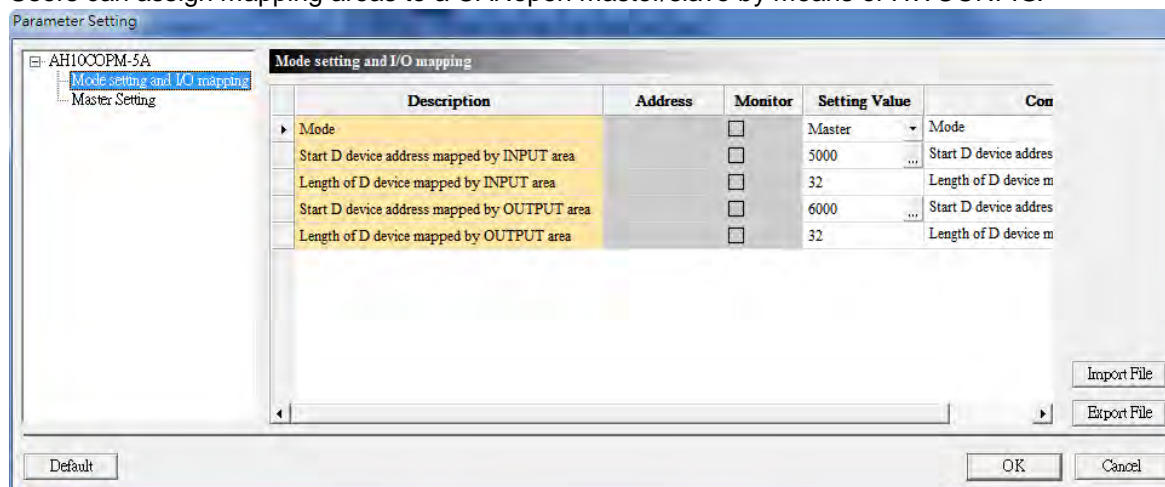 Users can assign mapping areas to a CANopen master/slave by means of HWCONFIG.
Parameter Setting
AH10COPM-5A
Mode setting and I/O mapping
Master Setting
Mode setting and I/O mapping
Description Address Monitor Setting Value Con
Mode Master Mode
Start D device address mapped by INPUT area 5000 ... Start D device addres
Length of D device mapped by INPUT area 32 Length of D device m
Start D device address mapped by OUTPUT area 6000 ... Start D device addres
Length of D device mapped by OUTPUT area 32 Length of D device m
Import File
Export File
Default OK Cancel